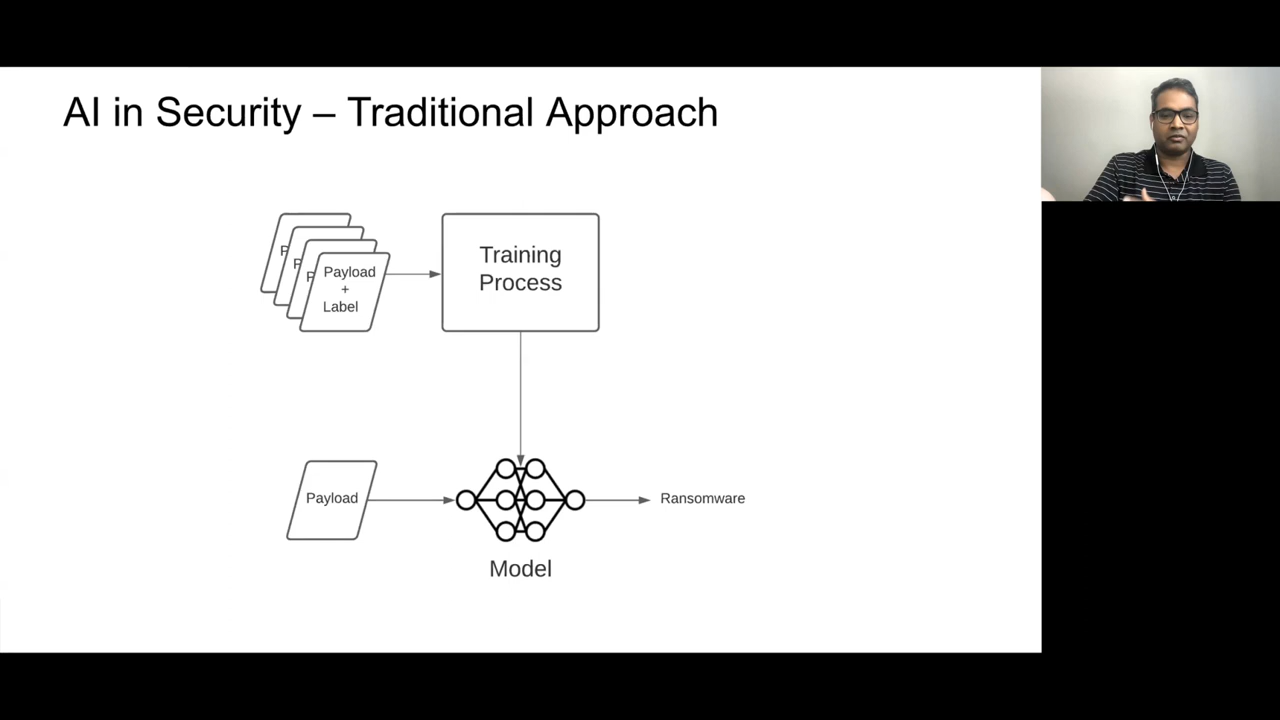 AI in Security – Traditional Approach
P
P
P
Payload
+
Label
Training
Process
Payload
Ransomware
Model